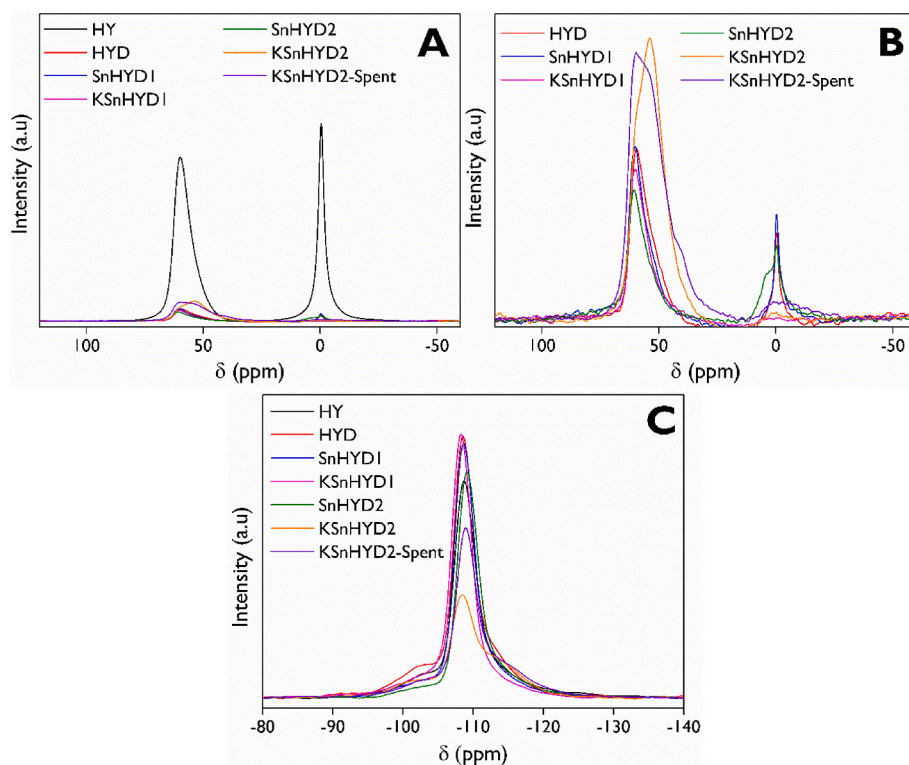 HY
HYD
SnHYD1
KSnHYD1
SnHYD2
KSnHYD2
KSnHYD2-Spent
A
Intensity (a.u)
100 50 0 -50
δ (ppm)
HYD
SnHYD1
KSnHYD1
SnHYD2
KSnHYD2
KSnHYD2-Spent
B
Intensity (a.u)
100 50 0 -50
δ (ppm)
HY
HYD
SnHYD1
KSnHYD1
SnHYD2
KSnHYD2
KSnHYD2-Spent
C
Intensity (a.u)
-80 -90 -100 -110 -120 -130 -140
δ (ppm)